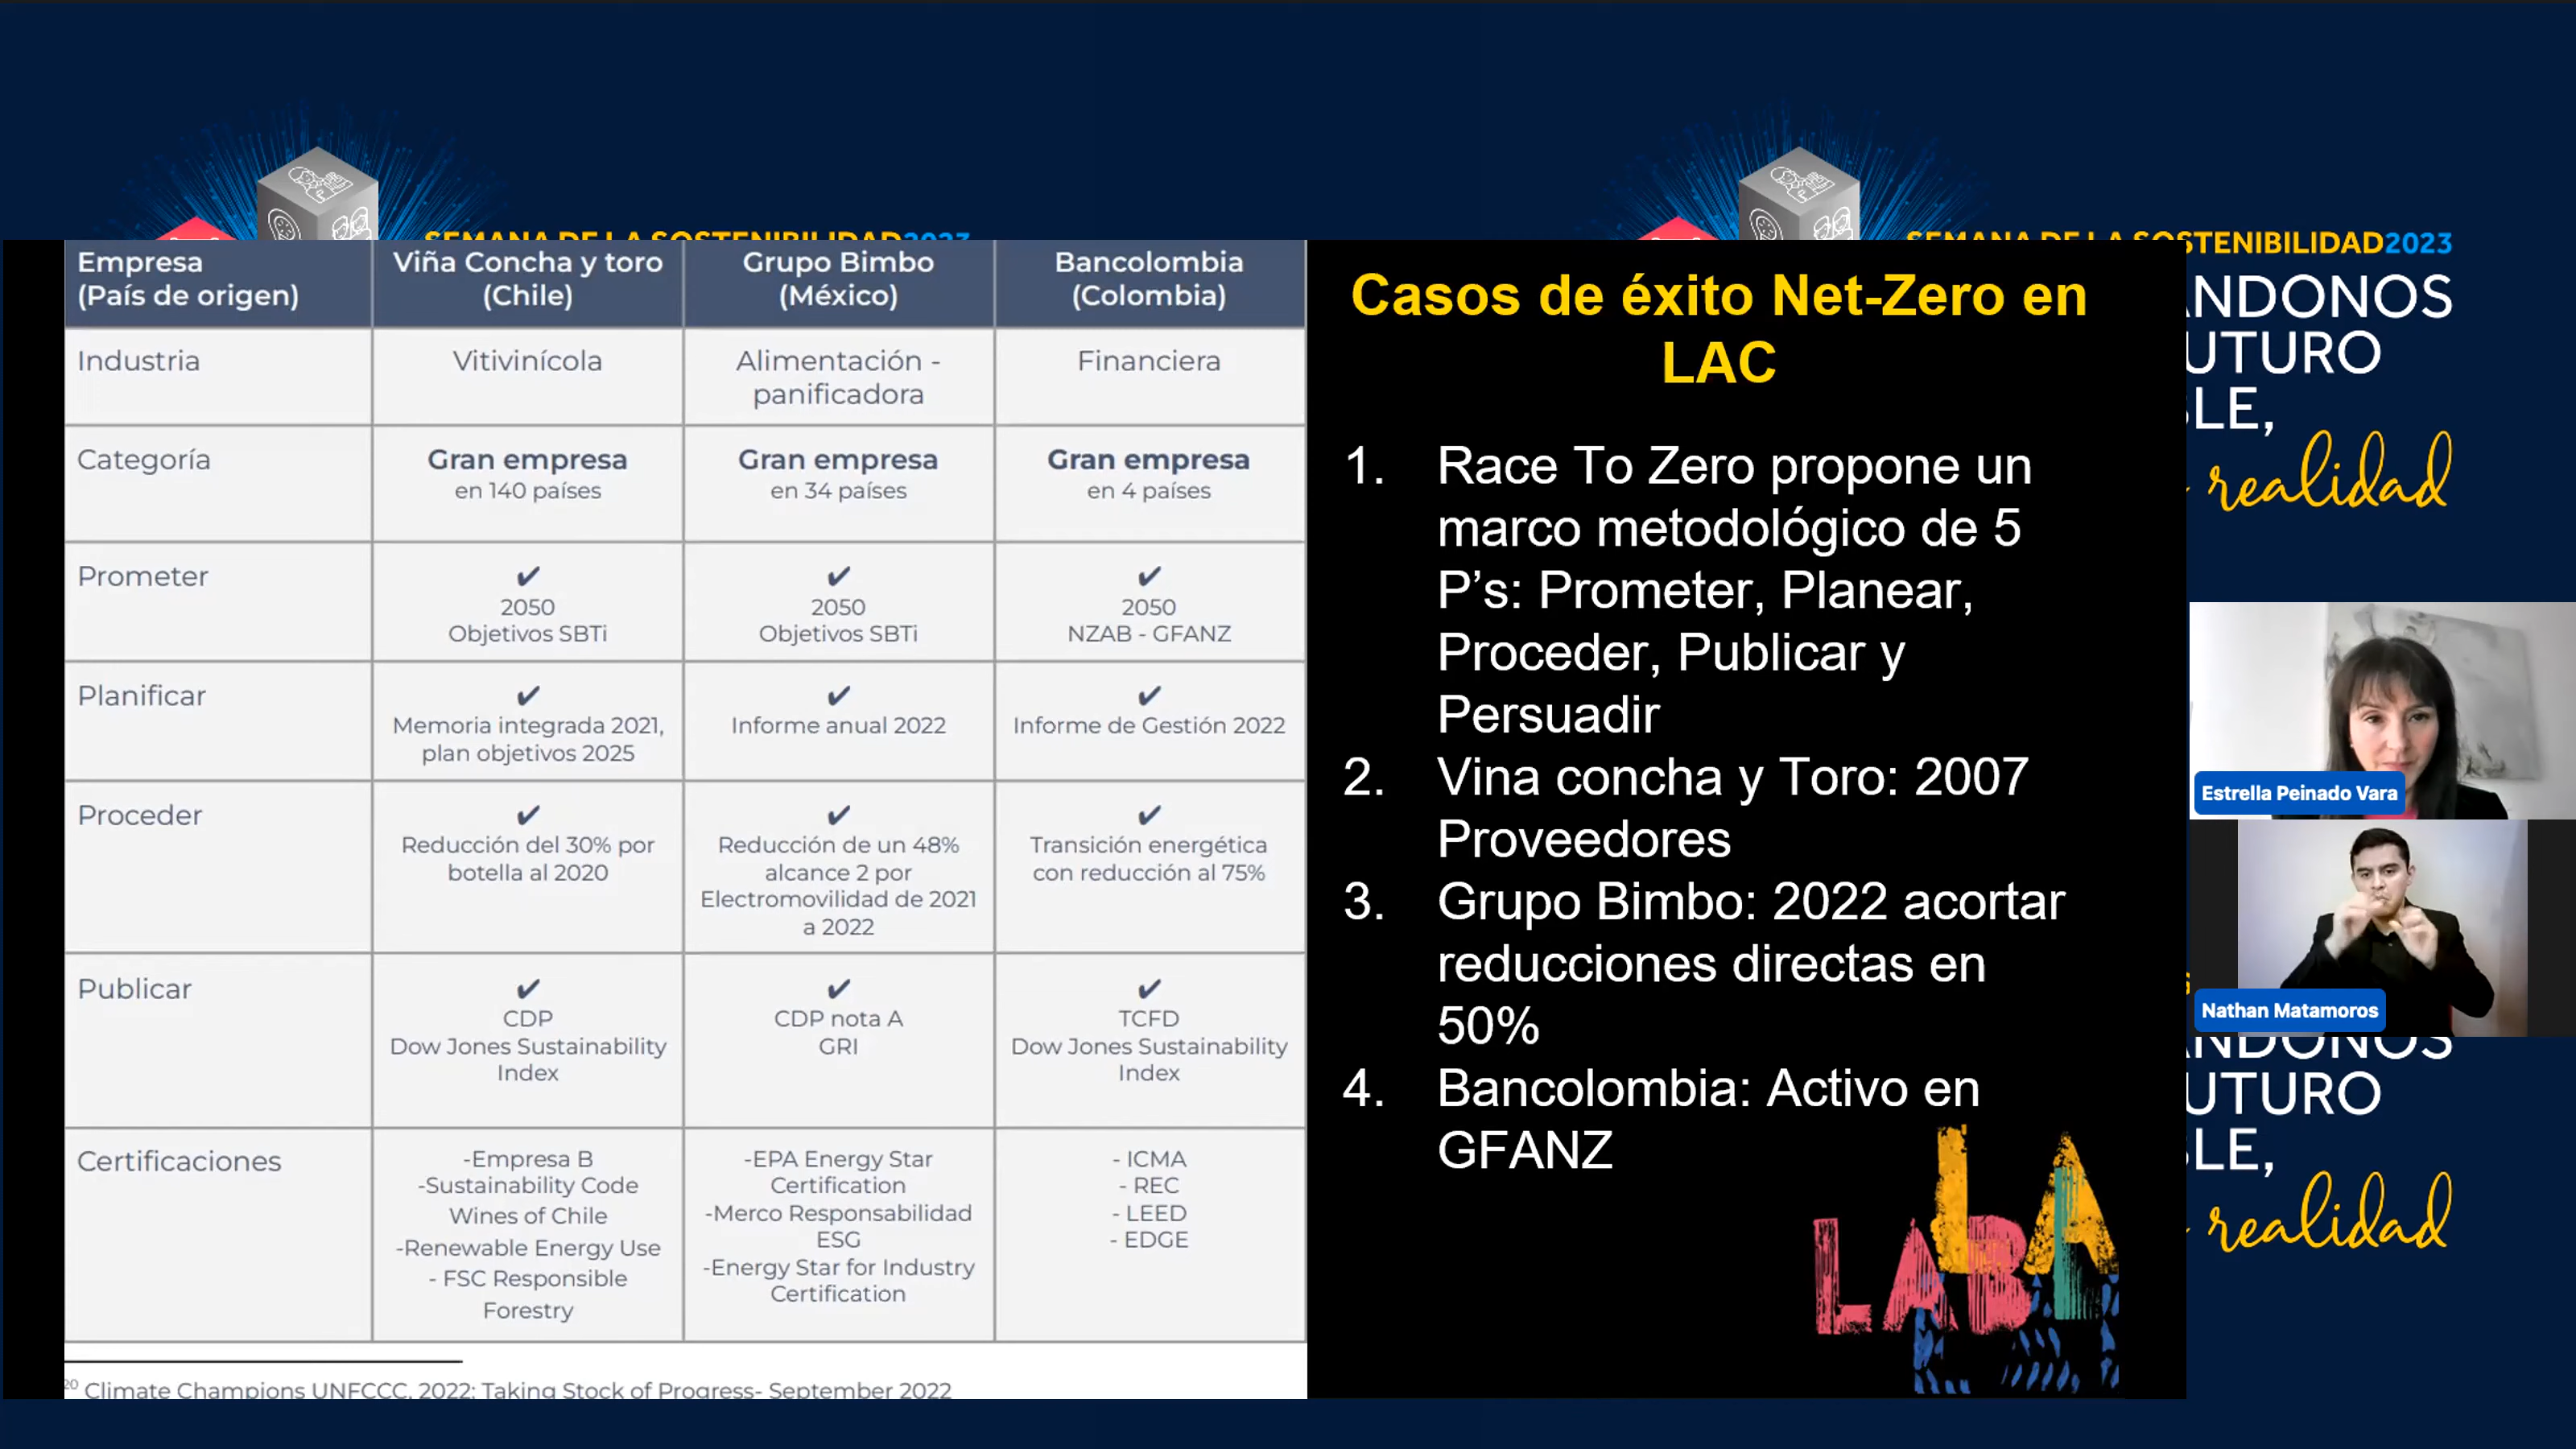 SEMANA DE LA SOSTENIBILIDAD2023
SEMANA DE LA SOSTENIBILIDAD2023
Empresa
(País de origen)
Viña Concha y toro
(Chile)
Grupo Bimbo
(México)
Bancolombia
(Colombia)
Industria
Vitivinícola
Alimentación -
panificadora
Financiera
Categoría
Gran empresa
en 140 países
Gran empresa
en 34 países
Gran empresa
en 4 países
Prometer
✔
2050
Objetivos SBTi
✔
2050
Objetivos SBTi
✔
2050
NZAB - GFANZ
Planificar
✔
Memoria integrada 2021,
plan objetivos 2025
✔
Informe anual 2022
✔
Informe de Gestión 2022
Proceder
✔
Reducción del 30% por
botella al 2020
✔
Reducción de un 48%
alcance 2 por
Electromovilidad de 2021
a 2022
✔
Transición energética
con reducción al 75%
Publicar
✔
CDP
Dow Jones Sustainability
Index
✔
CDP nota A
GRI
✔
TCFD
Dow Jones Sustainability
Index
Certificaciones
-Empresa B
-Sustainability Code
Wines of Chile
-Renewable Energy Use
- FSC Responsible
Forestry
-EPA Energy Star
Certification
-Merco Responsabilidad
ESG
-Energy Star for Industry
Certification
- ICMA
- REC
- LEED
- EDGE
20 Climate Champions UNFCCC, 2022: Taking Stock of Progress- September 2022
Casos de éxito Net-Zero en
LAC
1. Race To Zero propone un
marco metodológico de 5
P’s: Prometer, Planear,
Proceder, Publicar y
Persuadir
2. Vina concha y Toro: 2007
Proveedores
3. Grupo Bimbo: 2022 acortar
reducciones directas en
50%
4. Bancolombia: Activo en
GFANZ
LA
LAB
NDONOS
UTURO
LE,
realidad
Estrella Peinado Vara
Nathan Matamoros
NDONOS
UTURO
LE,
realidad